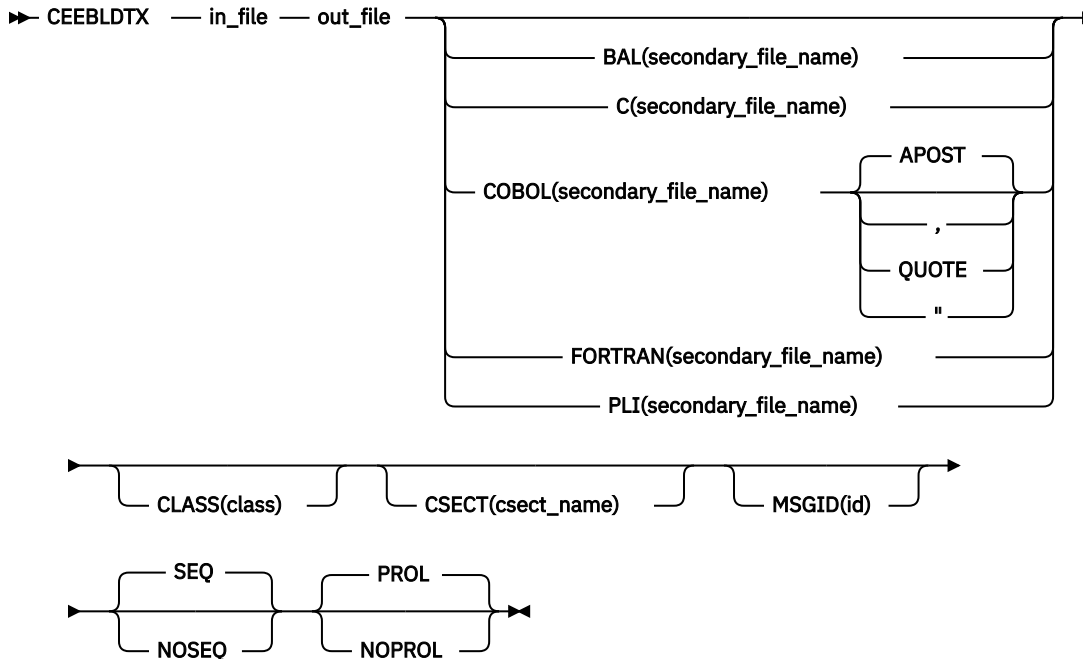 CEEBLDTX in_file out_file
BAL(secondary_file_name)
C(secondary_file_name)
APOST
COBOL(secondary_file_name)
,
QUOTE
"
FORTRAN(secondary_file_name)
PLI(secondary_file_name)
CLASS(class) CSECT(csect_name) MSGID(id)
SEQ PROL
NOSEQ NOPROL